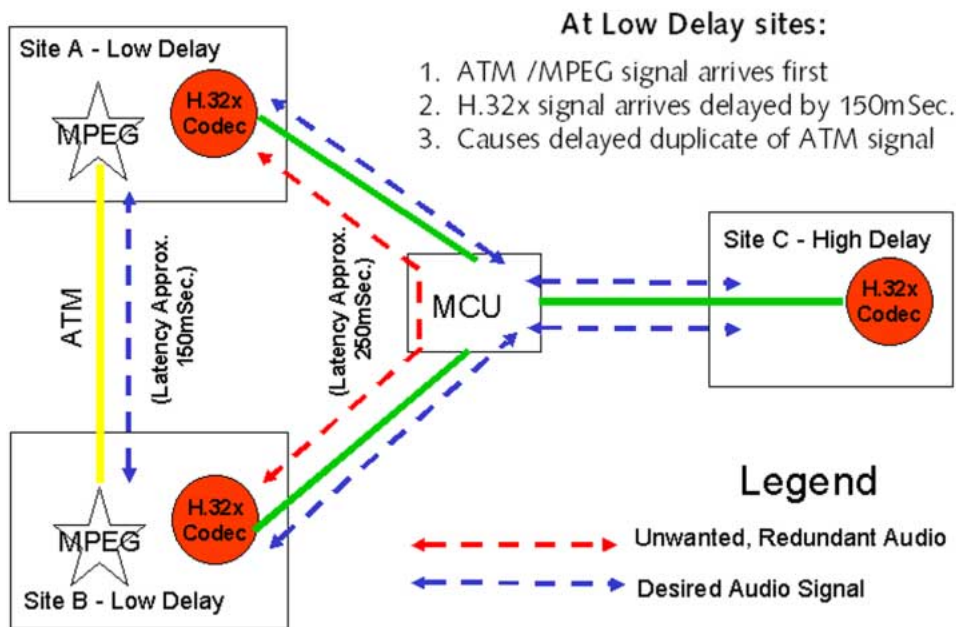 At Low Delay sites:
1. ATM /MPEG signal arrives first
2. H.32x signal arrives delayed by 150mSec.
3. Causes delayed duplicate of ATM signal
Site A - Low Delay
MPEG
H.32x
Codec
ATM
(Latency Approx.
150mSec.)
(Latency Approx.
250mSec.)
MCU
Site C - High Delay
H.32x
Codec
H.32x
Codec
MPEG
Site B - Low Delay
Legend
Unwanted, Redundant Audio
Desired Audio Signal